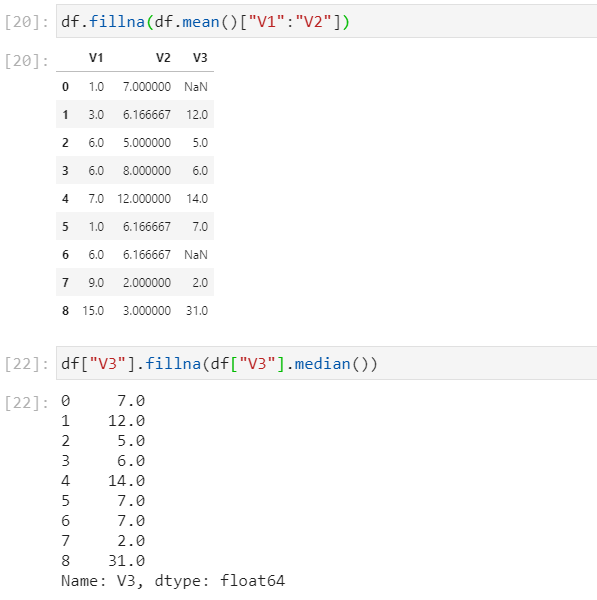 [20]: df.fillna(df.mean()["V1":"V2"])
[20]:
V1 V2 V3
0 1.0 7.000000 NaN
1 3.0 6.166667 12.0
2 6.0 5.000000 5.0
3 6.0 8.000000 6.0
4 7.0 12.000000 14.0
5 1.0 6.166667 7.0
6 6.0 6.166667 NaN
7 9.0 2.000000 2.0
8 15.0 3.000000 31.0
[22]: df["V3"].fillna(df["V3"].median())
[22]: 0 7.0
1 12.0
2 5.0
3 6.0
4 14.0
5 7.0
6 7.0
7 2.0
8 31.0
Name: V3, dtype: float64